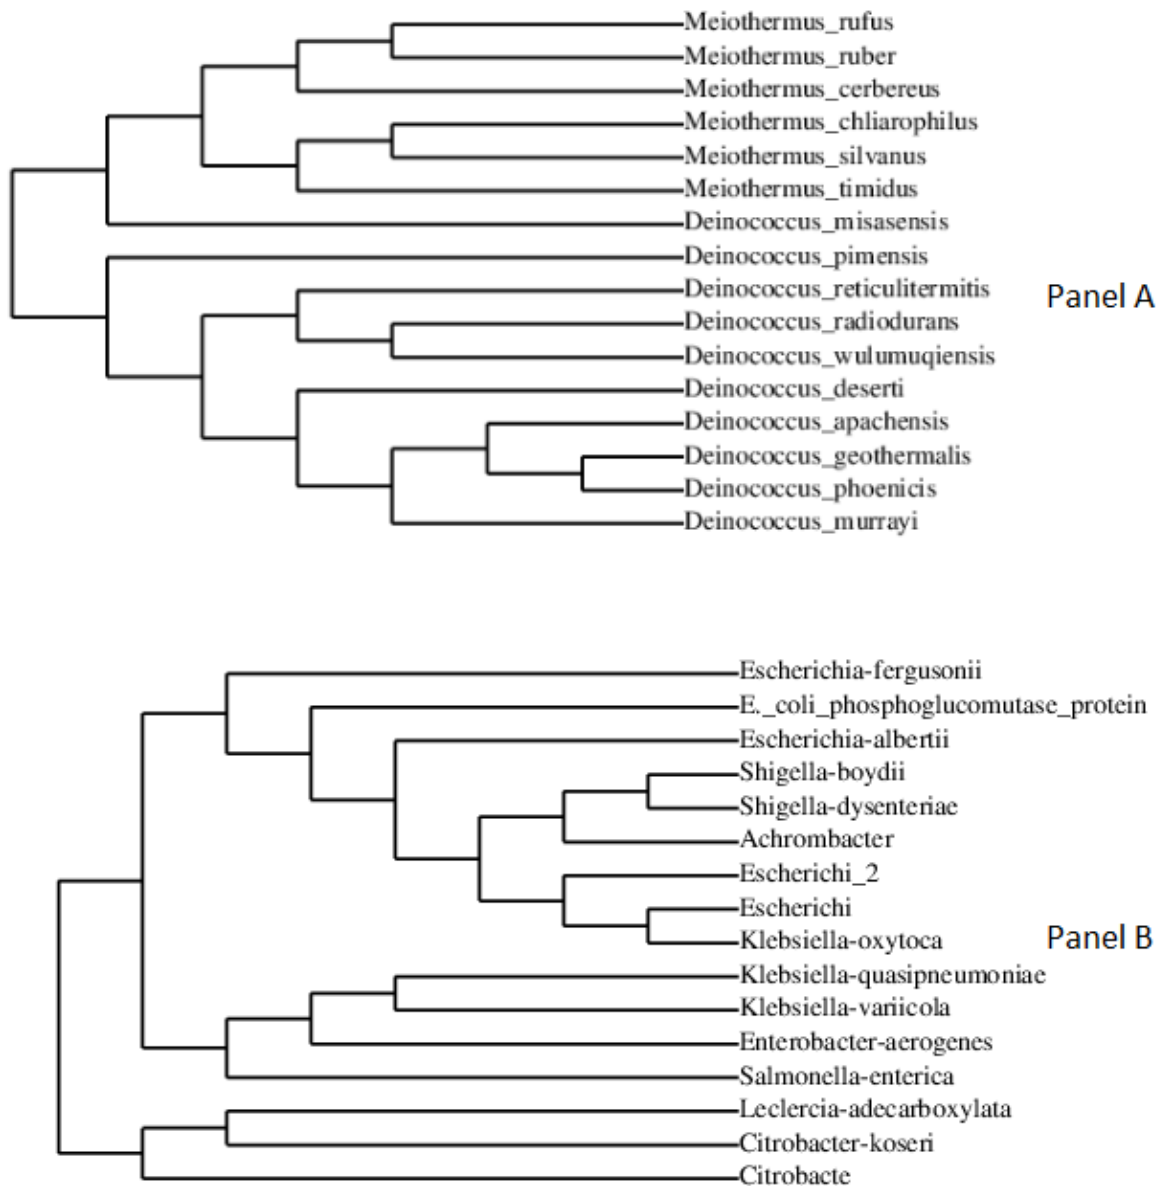 Meiothermus_rufus
Meiothermus_ruber
Meiothermus_cerbereus
Meiothermus_chliarophilus
Meiothermus_silvanus
Meiothermus_timidus
Deinococcus_misasensis
Deinococcus_pimensis
Deinococcus_reticulitermitis
Panel A
Deinococcus_radiodurans
Deinococcus_wulumuqiensis
Deinococcus_deserti
Deinococcus_apachensis
Deinococcus_geothermalis
Deinococcus_phoenicis
Deinococcus_murrayi
Escherichia-fergusonii
E._coli_phosphoglucomutase_protein
Escherichia-albertii
Shigella-boydii
Shigella-dysenteriae
Achrombacter
Escherichi_2
Escherichi
Klebsiella-oxytoca
Panel B
Klebsiella-quasipneumoniae
Klebsiella-variicola
Enterobacter-aerogenes
Salmonella-enterica
Leclercia-adecarboxylata
Citrobacter-koseri
Citrobacte